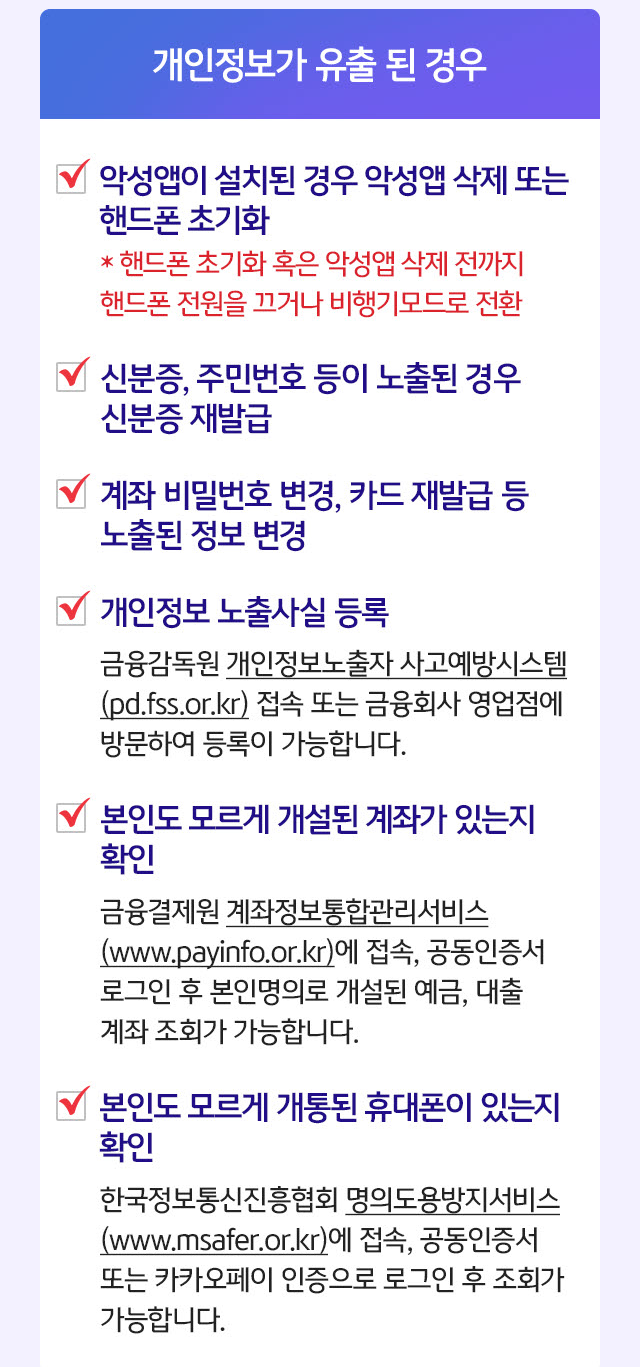 개인정보가 유출 된 경우
악성앱이 설치된 경우 악성앱 삭제 또는
핸드폰 초기화
* 핸드폰 초기화 혹은 악성앱 삭제 전까지
핸드폰 전원을 끄거나 비행기모드로 전환
신분증, 주민번호 등이 노출된 경우
신분증 재발급
계좌 비밀번호 변경, 카드 재발급 등
노출된 정보 변경
개인정보 노출사실 등록
금융감독원 개인정보노출자 사고예방시스템
(pd.fss.or.kr) 접속 또는 금융회사 영업점에
방문하여 등록이 가능합니다.
본인도 모르게 개설된 계좌가 있는지
확인
금융결제원 계좌정보통합관리서비스
(www.payinfo.or.kr)에 접속, 공동인증서
로그인 후 본인명의로 개설된 예금, 대출
계좌 조회가 가능합니다.
본인도 모르게 개통된 휴대폰이 있는지
확인
한국정보통신진흥협회 명의도용방지서비스
(www.msafer.or.kr)에 접속, 공동인증서
또는 카카오페이 인증으로 로그인 후 조회가
가능합니다.